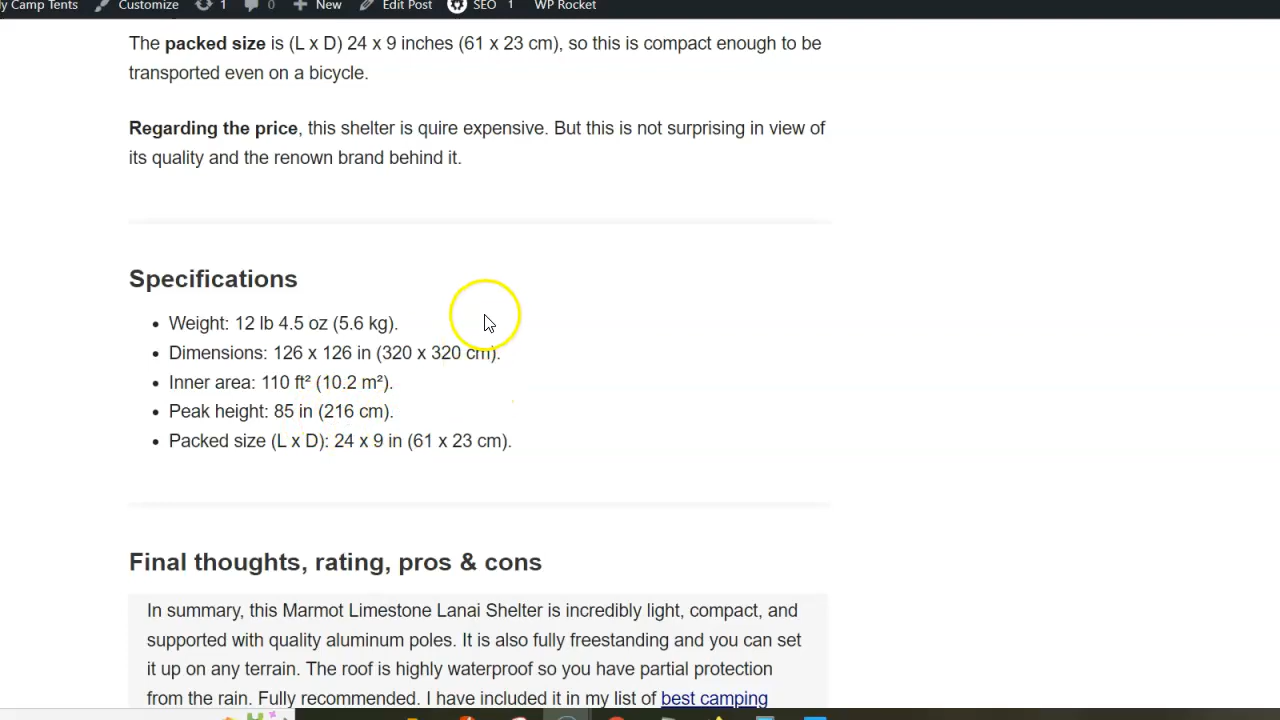 ly Camp Tents Customize 1 0 New Edit Post SEO 1 WP Rocket
The packed size is (L x D) 24 x 9 inches (61 x 23 cm), so this is compact enough to be
transported even on a bicycle.
Regarding the price, this shelter is quire expensive. But this is not surprising in view of
its quality and the renown brand behind it.
Specifications
• Weight: 12 lb 4.5 oz (5.6 kg).
• Dimensions: 126 x 126 in (320 x 320 cm).
• Inner area: 110 ft² (10.2 m²).
• Peak height: 85 in (216 cm).
• Packed size (L x D): 24 x 9 in (61 x 23 cm).
Final thoughts, rating, pros & cons
In summary, this Marmot Limestone Lanai Shelter is incredibly light, compact, and
supported with quality aluminum poles. It is also fully freestanding and you can set
it up on any terrain. The roof is highly waterproof so you have partial protection
from the rain. Fully recommended. I have included it in my list of best camping